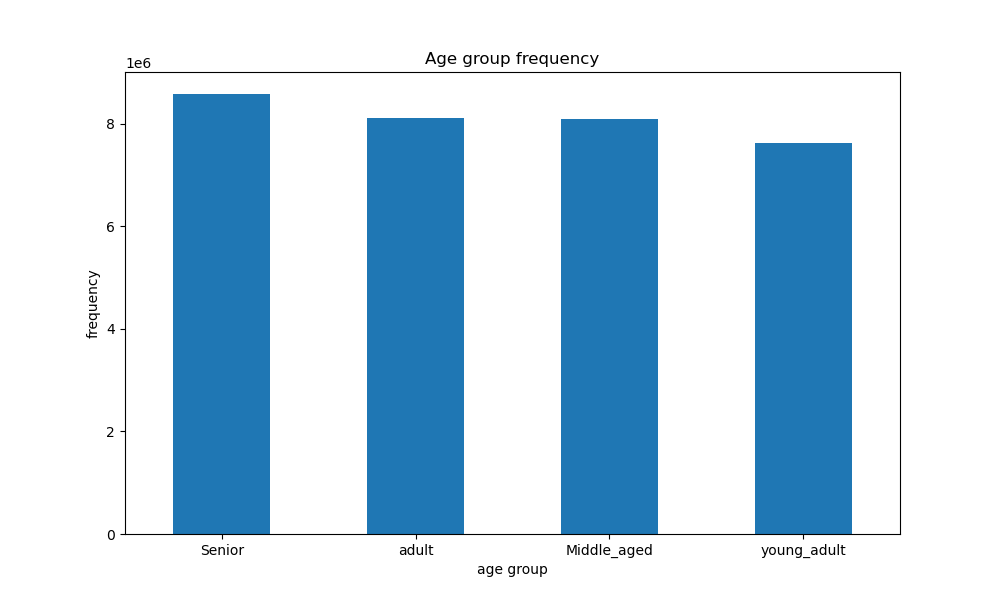 Age group frequency
1e6
8
6
4
2
0
frequency
Senior adult Middle_aged young_adult
age group